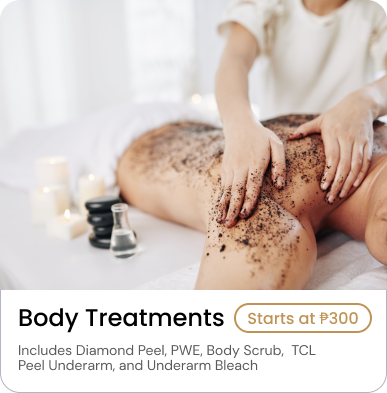 Body Treatments
Starts at ₱300
Includes Diamond Peel, PWE, Body Scrub,  TCL
Peel Underarm, and Underarm Bleach